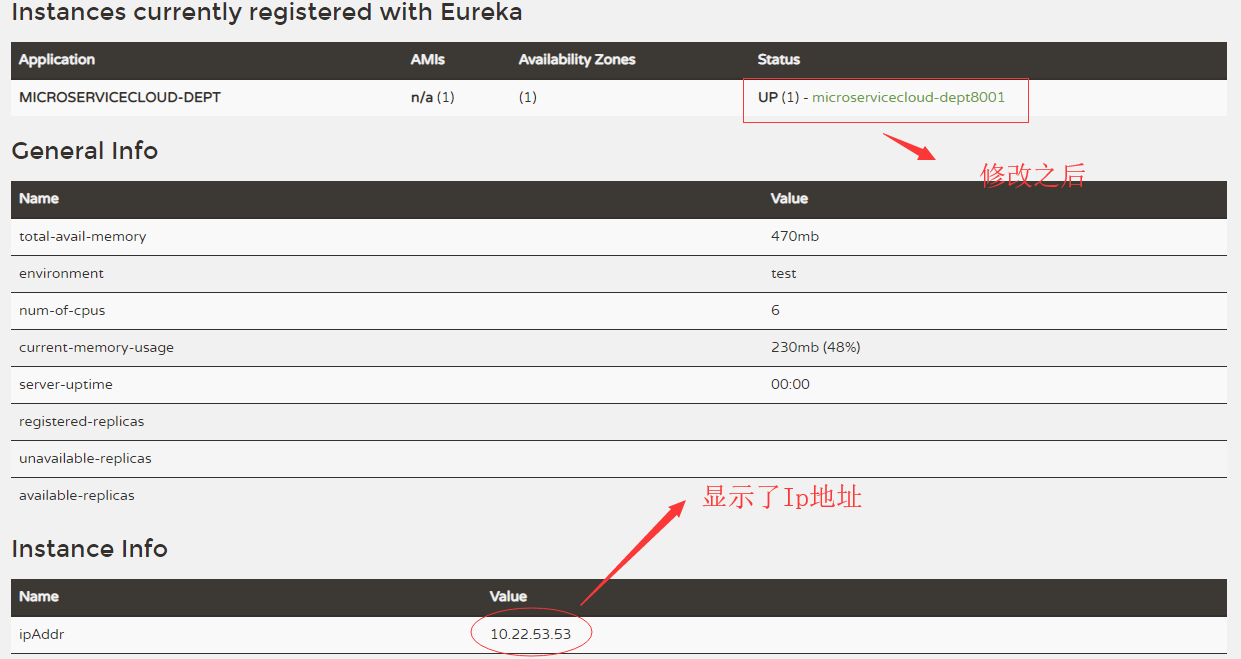 Instances currently registered with Eureka
Application AMIs Availability Zones Status
MICROSERVICECLOUD-DEPT n/a (1) (1) UP (1) - microservicecloud-dept8001
修改之后
General Info
Name Value
total-avail-memory 470mb
environment test
num-of-cpus 6
current-memory-usage 230mb (48%)
server-uptime 00:00
registered-replicas
unavailable-replicas
available-replicas
显示了Ip地址
Instance Info
Name Value
ipAddr 10.22.53.53